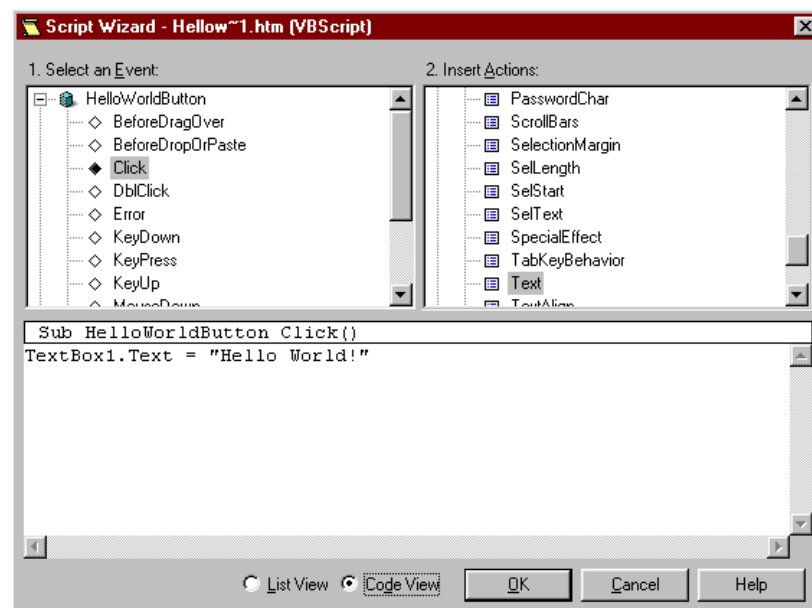 Script Wizard - Hellow~1.htm (VBScript)
1. Select an Event:
HelloWorldButton
BeforeDragOver
BeforeDropOrPaste
Click
DblClick
Error
KeyDown
KeyPress
KeyUp
MouseDown
2. Insert Actions:
PasswordChar
ScrollBars
SelectionMargin
SelLength
SelStart
SelText
SpecialEffect
TabKeyBehavior
Text
TextAlign
Sub HelloWorldButton Click()
TextBox1.Text = "Hello World!"
List View
Code View
OK
Cancel
Help